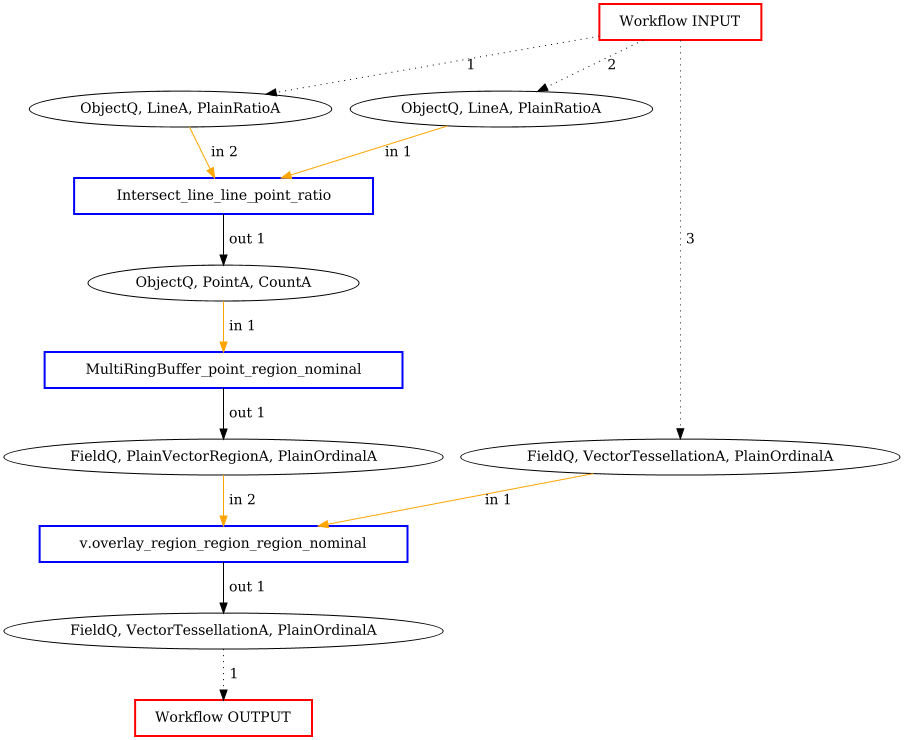 Workflow INPUT
1
2
ObjectQ, LineA, PlainRatioA
ObjectQ, LineA, PlainRatioA
in 2
in 1
Intersect_line_line_point_ratio
out 1
3
ObjectQ, PointA, CountA
in 1
MultiRingBuffer_point_region_nominal
out 1
FieldQ, PlainVectorRegionA, PlainOrdinalA
FieldQ, VectorTessellationA, PlainOrdinalA
in 2
in 1
v.overlay_region_region_region_nominal
out 1
FieldQ, VectorTessellationA, PlainOrdinalA
1
Workflow OUTPUT